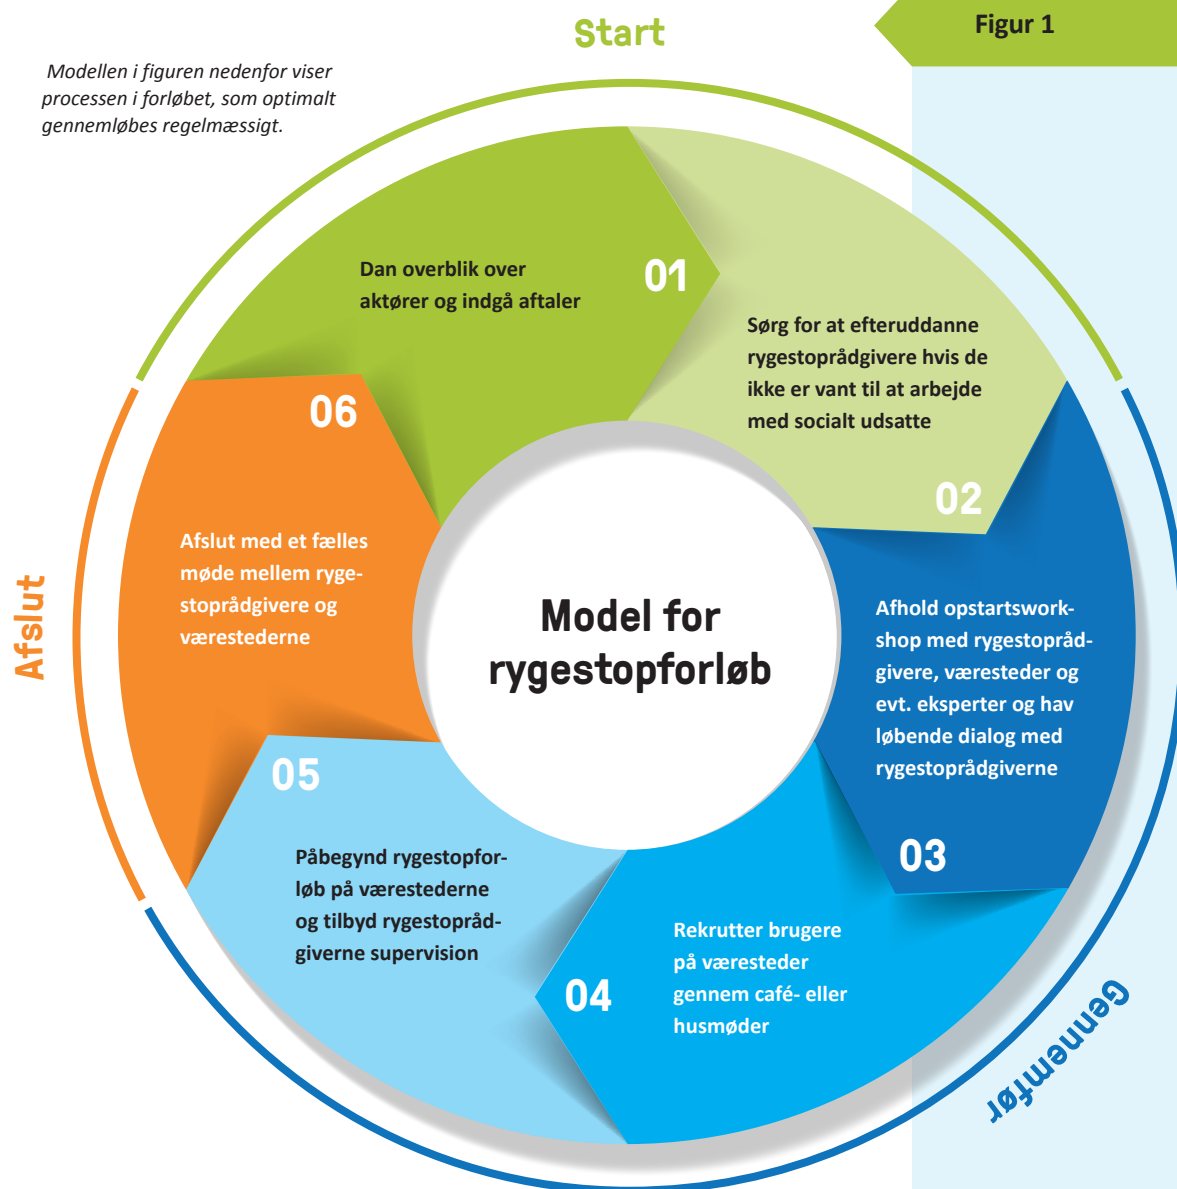 Start
Figur 1
Modellen i figuren nedenfor viser
processen i forløbet, som optimalt
gennemløbes regelmæssigt.
Dan overblik over
aktører og indgå aftaler
01
Sørg for at efteruddanne
rygestoprådgivere hvis de
ikke er vant til at arbejde
med socialt udsatte
02
Afhold opstartswork-
shop med rygestopråd-
givere, væresteder og
evt. eksperter og hav
løbende dialog med
rygestoprådgiverne
03
Rekrutter brugere
på væresteder
gennem café- eller
husmøder
04
Påbegynd rygestopfor-
løb på værestederne
og tilbyd rygestopråd-
giverne supervision
05
Afslut med et fælles
møde mellem ryge-
stoprådgivere og
værestederne
06
Model for
rygestopforløb
Gennemfør
Afslut